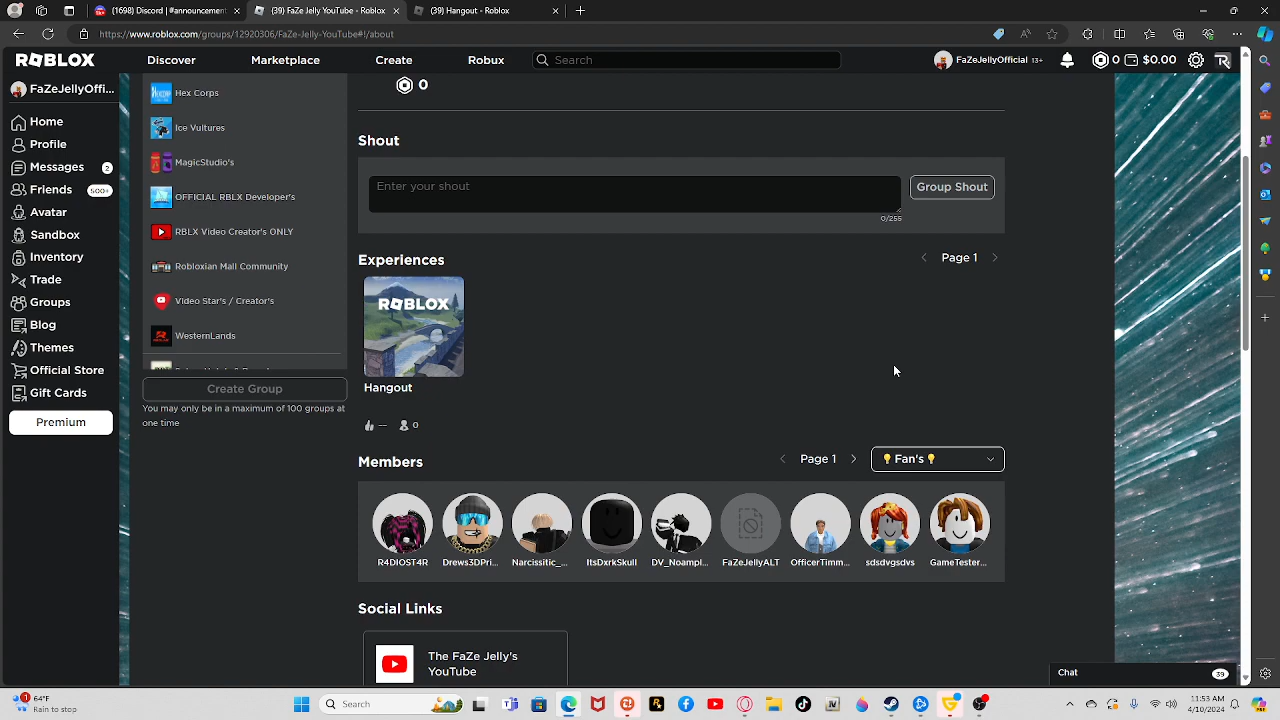 (1698) Discord | #announcement
(39) FaZe Jelly YouTube - Roblox
(39) Hangout - Roblox
https://www.roblox.com/groups/12920306/FaZe-Jelly-YouTube#!/about
ROBLOX
Discover
Marketplace
Create
Robux
Search
FaZeJellyOfficial 13+
0
$0.00
FaZeJellyOffi...
Home
Profile
Messages 2
Friends 500+
Avatar
Sandbox
Inventory
Trade
Groups
Blog
Themes
Official Store
Gift Cards
Premium
Hex Corps
Ice Vultures
MagicStudio's
OFFICIAL RBLX Developer's
RBLX Video Creator's ONLY
Robloxian Mall Community
Video Star's / Creator's
WesternLands
Create Group
You may only be in a maximum of 100 groups at
one time
0
Shout
Enter your shout
Group Shout
0/255
Experiences
Page 1
ROBLOX
Hangout
--
0
Members
Page 1
💡 Fan's 💡
R4DIOST4R
Drews3DPri...
Narcissitic_...
ItsDxrkSkull
DV_Noampl...
FaZeJellyALT
OfficerTimm...
sdsdvgsdvs
GameTester...
Social Links
The FaZe Jelly's
YouTube
Chat
39
1
64°F
Rain to stop
Search
11:53 AM
4/10/2024